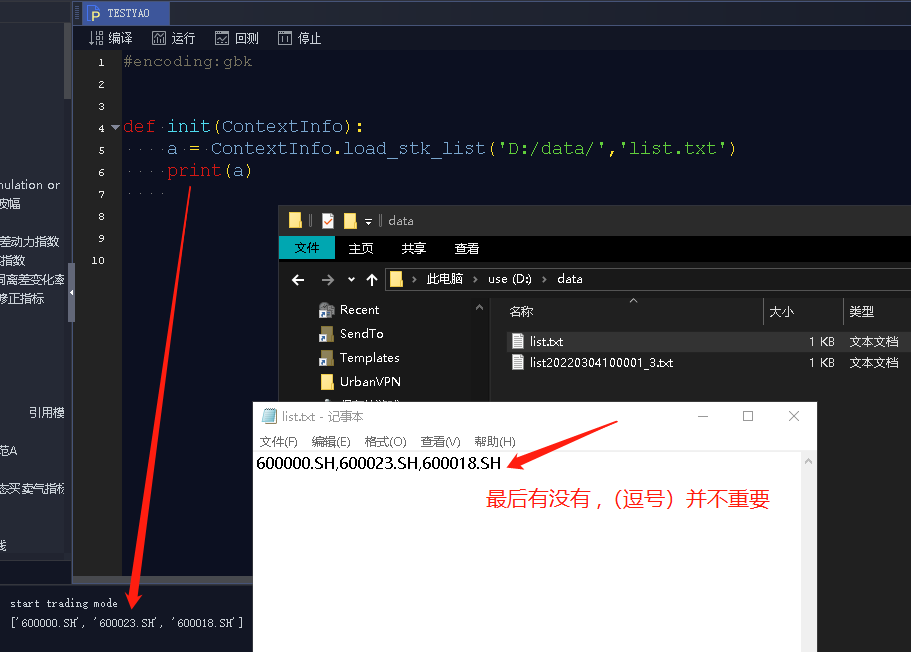 TESTYAO
编译 运行 回测 停止
1 #encoding:gbk
2
3
4 def init(ContextInfo):
5 a = ContextInfo.load_stk_list('D:/data/','list.txt')
6 print(a)
7
8
9
10
mulation or
波幅
差动力指数
指数
离差变化率
修正指标
引用模
范A
态买卖气指标
线
data
文件 主页 共享 查看
此电脑 use (D:) data
Recent
SendTo
Templates
UrbanVPN
名称 大小 类型
list.txt 1 KB 文本文档
list20220304100001_3.txt 1 KB 文本文档
list.txt - 记事本
文件(F) 编辑(E) 格式(O) 查看(V) 帮助(H)
600000.SH,600023.SH,600018.SH
最后有没有 ,（逗号）并不重要
start trading mode
['600000.SH', '600023.SH', '600018.SH']